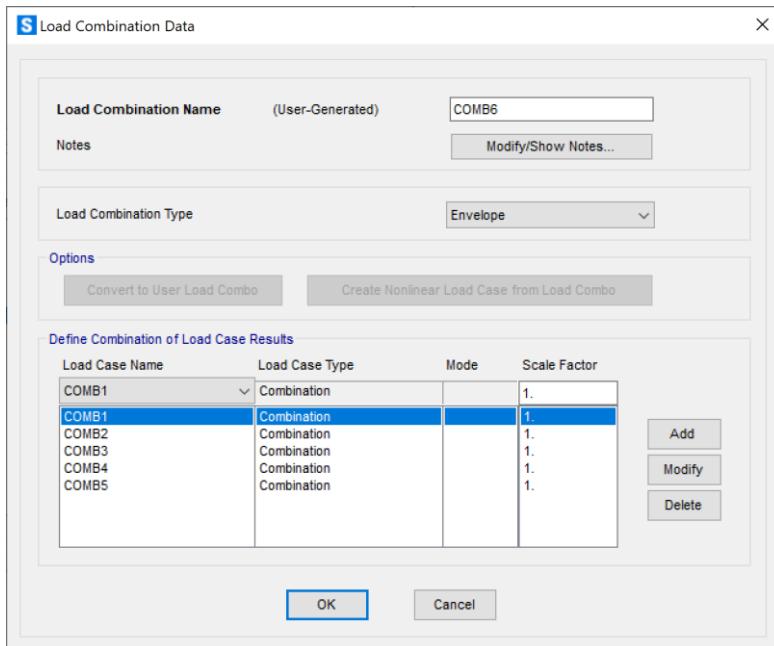 S Load Combination Data
Load Combination Name (User-Generated) COMB6
Notes Modify/Show Notes...
Load Combination Type Envelope
Options
Convert to User Load Combo Create Nonlinear Load Case from Load Combo
Define Combination of Load Case Results
Load Case Name Load Case Type Mode Scale Factor
COMB1 Combination 1.
COMB1 Combination 1.
COMB2 Combination 1.
COMB3 Combination 1.
COMB4 Combination 1.
COMB5 Combination 1.
Add
Modify
Delete
OK Cancel